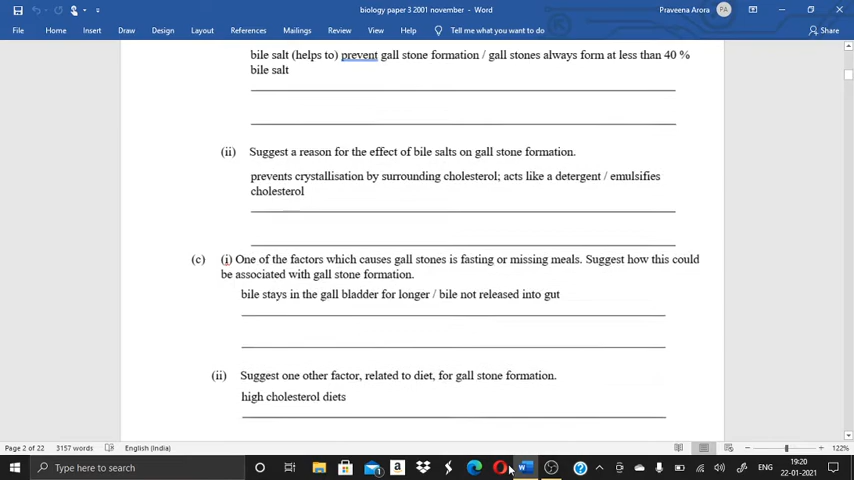 biology paper 3 2001 november - Word
Praveena Arora PA
File Home Insert Draw Design Layout References Mailings Review View Help Tell me what you want to do Share
bile salt (helps to) prevent gall stone formation / gall stones always form at less than 40 %
bile salt
(ii) Suggest a reason for the effect of bile salts on gall stone formation.
prevents crystallisation by surrounding cholesterol; acts like a detergent / emulsifies
cholesterol
(c) (i) One of the factors which causes gall stones is fasting or missing meals. Suggest how this could
be associated with gall stone formation.
bile stays in the gall bladder for longer / bile not released into gut
(ii) Suggest one other factor, related to diet, for gall stone formation.
high cholesterol diets
Page 2 of 22 3157 words English (India) 122%
Type here to search
ENG
19:20
22-01-2021